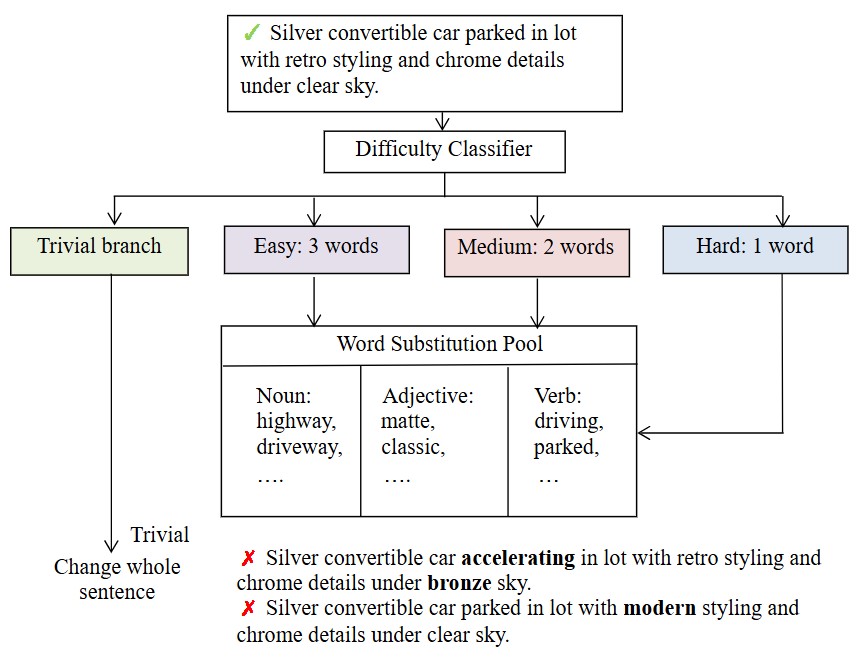 ✓ Silver convertible car parked in lot
with retro styling and chrome details
under clear sky.
Difficulty Classifier
Trivial branch
Easy: 3 words
Medium: 2 words
Hard: 1 word
Word Substitution Pool
Noun:
highway,
driveway,
….
Adjective:
matte,
classic,
….
Verb:
driving,
parked,
…
Trivial
Change whole
sentence
✗ Silver convertible car accelerating in lot with retro styling and
chrome details under bronze sky.
✗ Silver convertible car parked in lot with modern styling and
chrome details under clear sky.